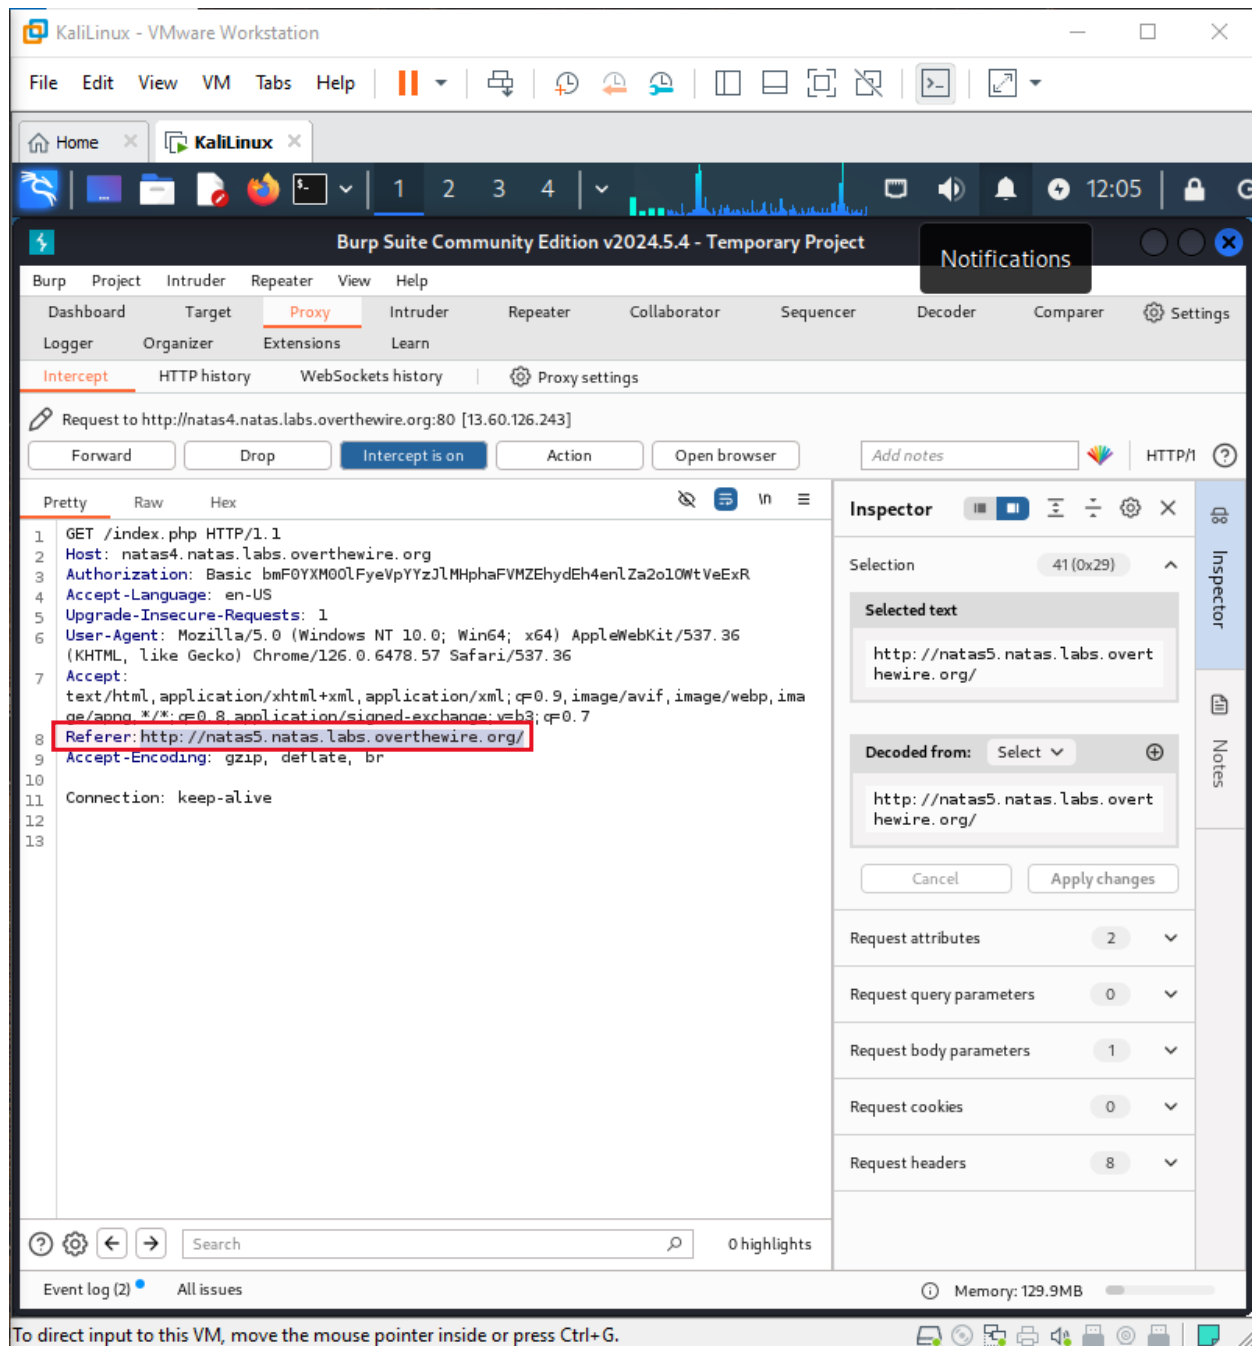 KaliLinux - VMware Workstation
File Edit View VM Tabs Help
Home KaliLinux
1 2 3 4 12:05
Burp Suite Community Edition v2024.5.4 - Temporary Project
Notifications
Burp Project Intruder Repeater View Help
Dashboard Target Proxy Intruder Repeater Collaborator Sequencer Decoder Comparer Settings
Logger Organizer Extensions Learn
Intercept HTTP history WebSockets history Proxy settings
Request to http://natas4.natas.labs.overthewire.org:80 [13.60.126.243]
Forward Drop Intercept is on Action Open browser Add notes HTTP/1
Pretty Raw Hex \n
Inspector
1 GET /index.php HTTP/1.1
2 Host: natas4.natas.labs.overthewire.org
3 Authorization: Basic bmF0YXM0OlFyeVpYYzJlMHphaFVMZEhydEh4enlZa2o1OWtVeExR
4 Accept-Language: en-US
5 Upgrade-Insecure-Requests: 1
6 User-Agent: Mozilla/5.0 (Windows NT 10.0; Win64; x64) AppleWebKit/537.36
(KHTML, like Gecko) Chrome/126.0.6478.57 Safari/537.36
7 Accept:
text/html,application/xhtml+xml,application/xml;q=0.9,image/avif,image/webp,ima
ge/apng,*/*;q=0.8,application/signed-exchange;v=b3;q=0.7
8 Referer:http://natas5.natas.labs.overthewire.org/
9 Accept-Encoding: gzip, deflate, br
10
11 Connection: keep-alive
12
13
Selection 41 (0x29)
Selected text
http://natas5.natas.labs.overt
hewire.org/
Decoded from: Select
http://natas5.natas.labs.overt
hewire.org/
Cancel Apply changes
Request attributes 2
Request query parameters 0
Request body parameters 1
Request cookies 0
Request headers 8
Inspector
Notes
Search 0 highlights
Event log (2) All issues Memory: 129.9MB
To direct input to this VM, move the mouse pointer inside or press Ctrl+G.